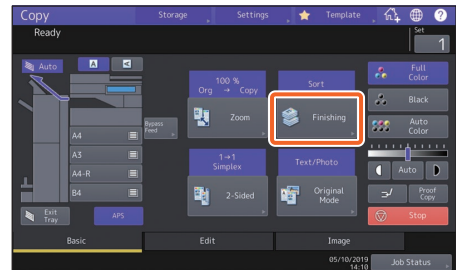 Copy
Storage
Settings
Template
?
Ready
Set
1
Auto
A
100 %
Org → Copy
Zoom
Sort
Finishing
Full
Color
Black
Auto
Color
Bypass
Feed
A4
A3
A4-R
B4
1→1
Simplex
2-Sided
Text/Photo
Original
Mode
Auto
Proof
Copy
Exit
Tray
APS
Stop
Basic
Edit
Image
05/10/2019
14:10
Job Status